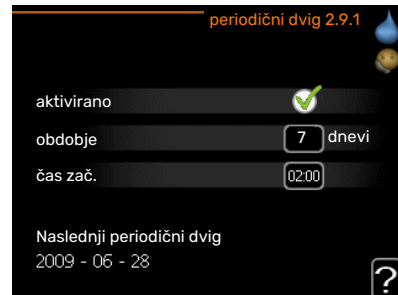 periodični dvig 2.9.1
aktivirano
obdobje 7 dnevi
čas zač. 02:00
Naslednji periodični dvig
2009 - 06 - 28
?